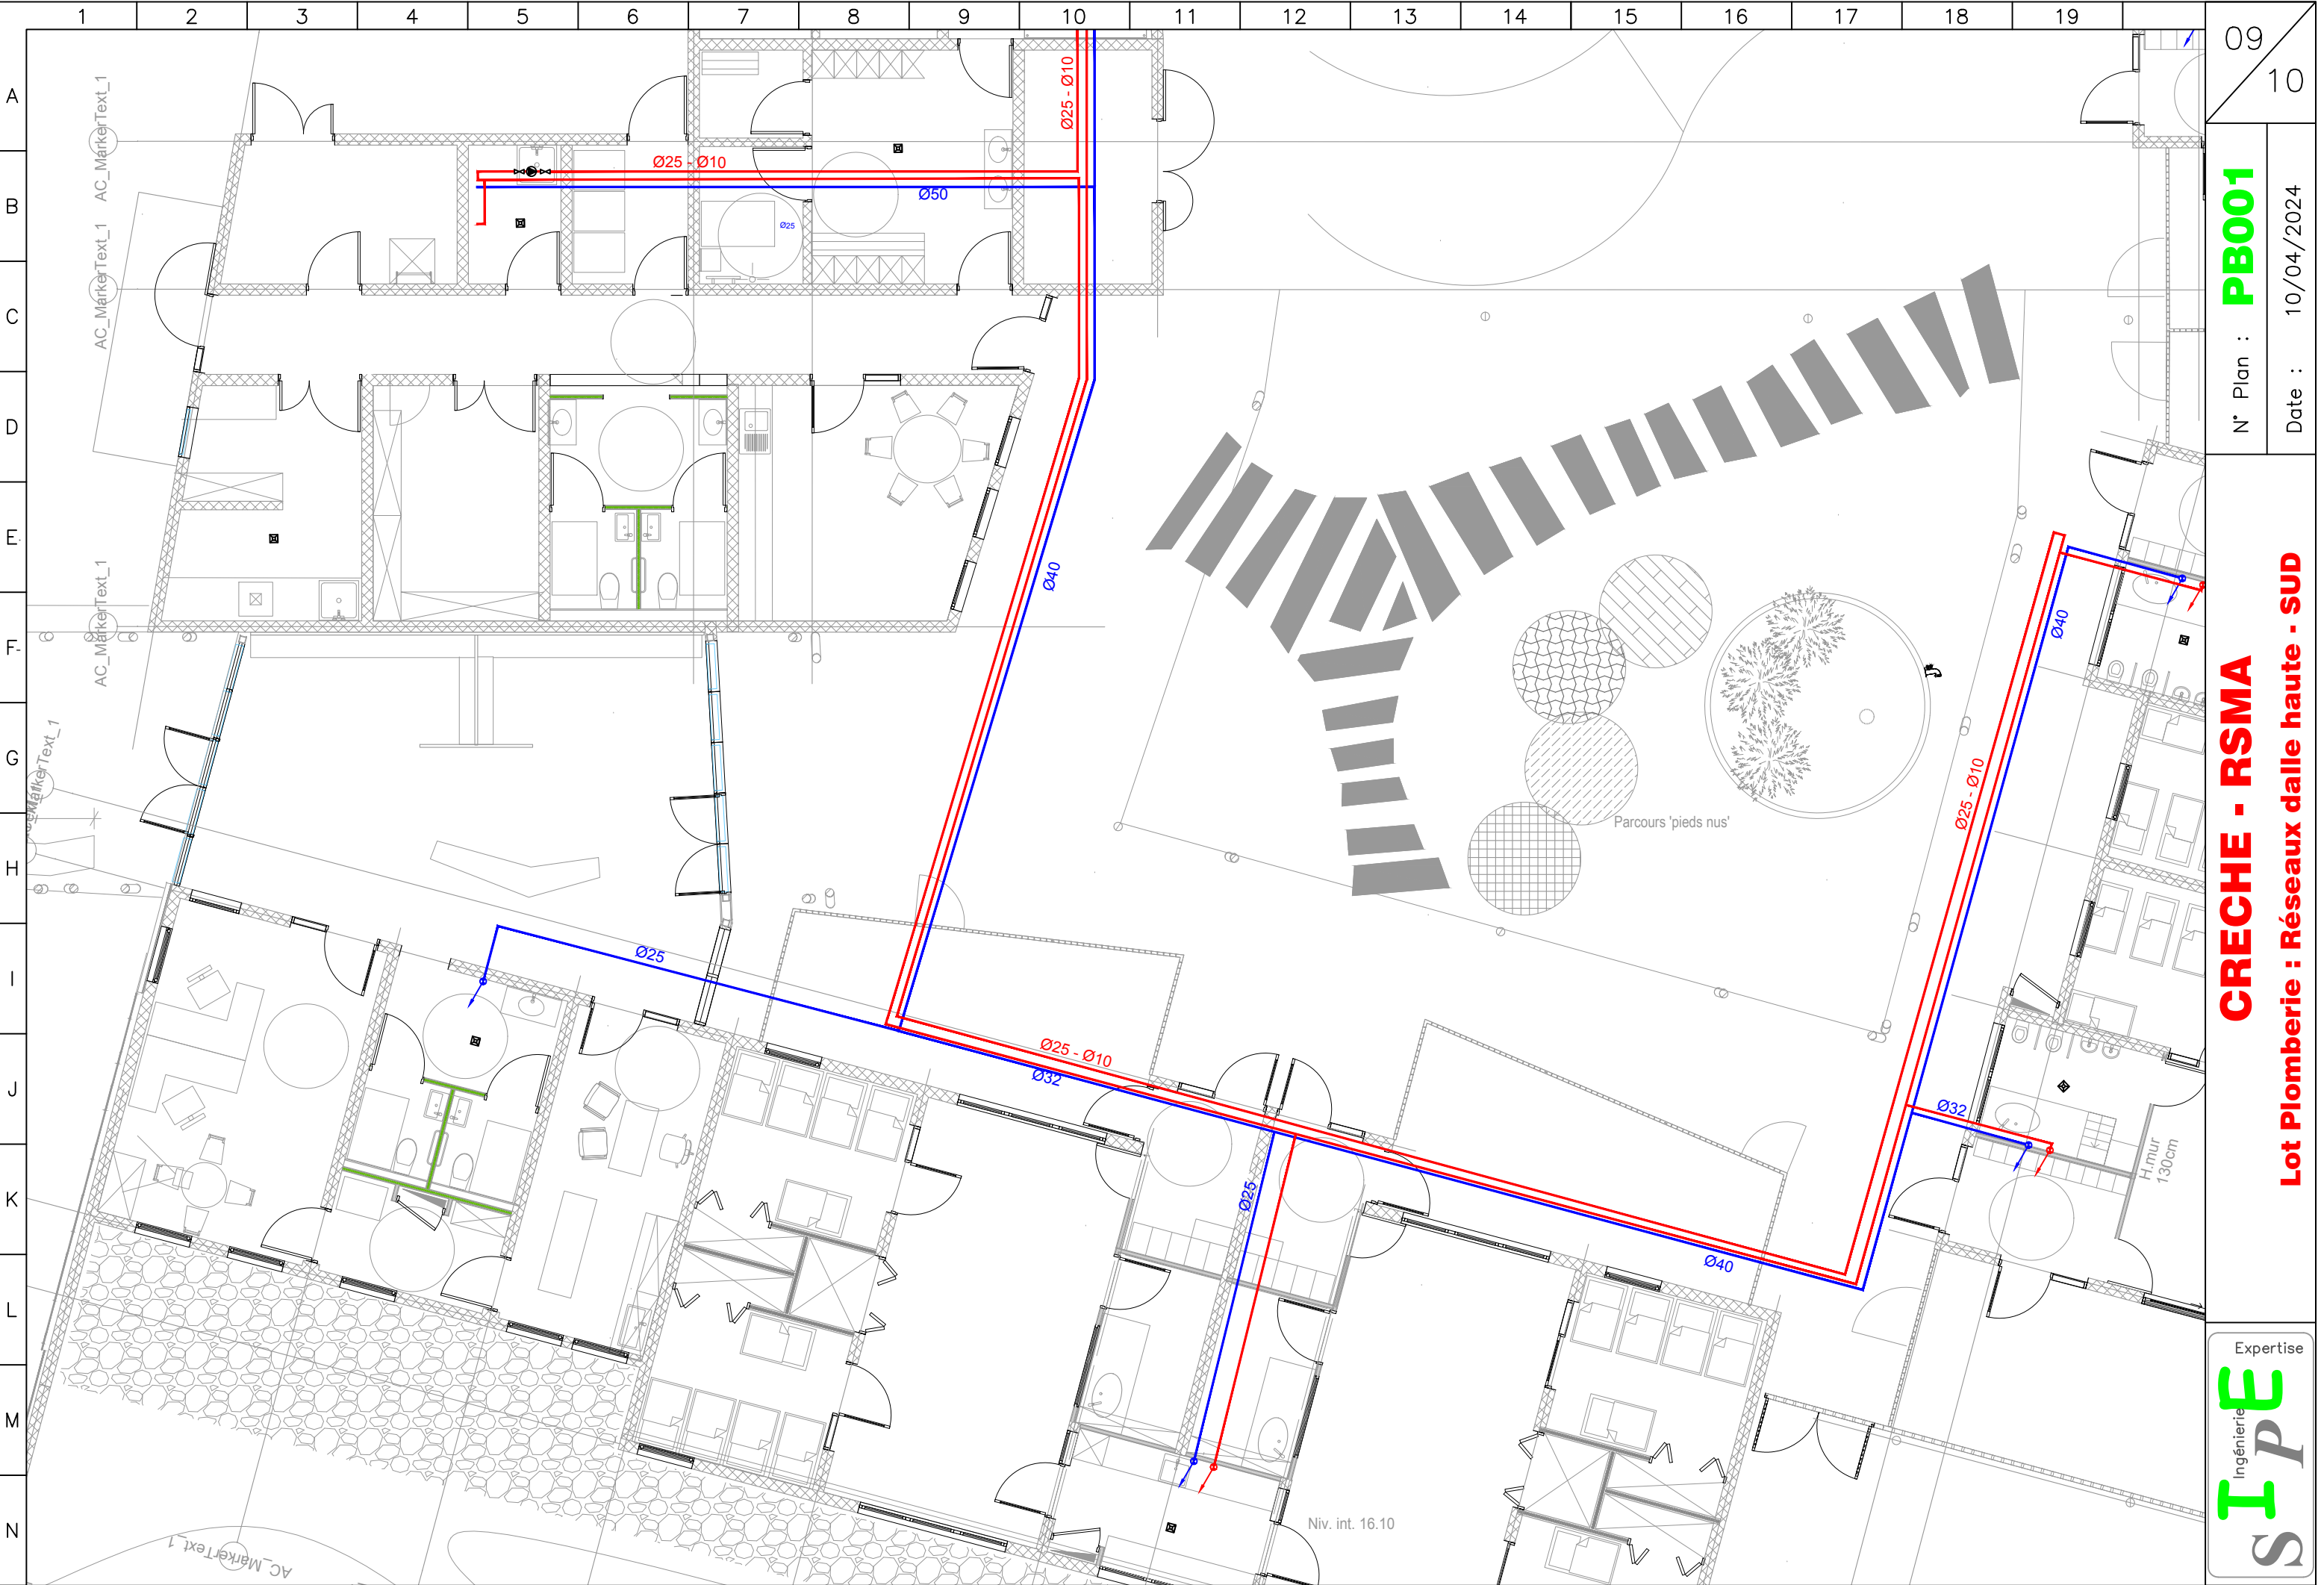 1 2 3 4 5 6 7 8 9 10 11 12 13 14 15 16 17 18 19
A
B
C
D
E
F
G
H
I
J
K
L
M
N
AC_MarkerText_1
AC_MarkerText_1
AC_MarkerText_1
AC_MarkerText_1
AC_MarkerText_1
Ø25 - Ø10
Ø25 - Ø10
Ø50
Ø25
Ø40
Ø40
Ø25 - Ø10
Parcours 'pieds nus'
Ø25
Ø25 - Ø10
Ø32
Ø32
Ø25
Ø40
H.mur
130cm
Niv. int. 16.10
09
10
N° Plan : PB001
Date : 10/04/2024
CRECHE - RSMA
Lot Plomberie : Réseaux dalle haute - SUD
Expertise
Ingénierie
SIPE